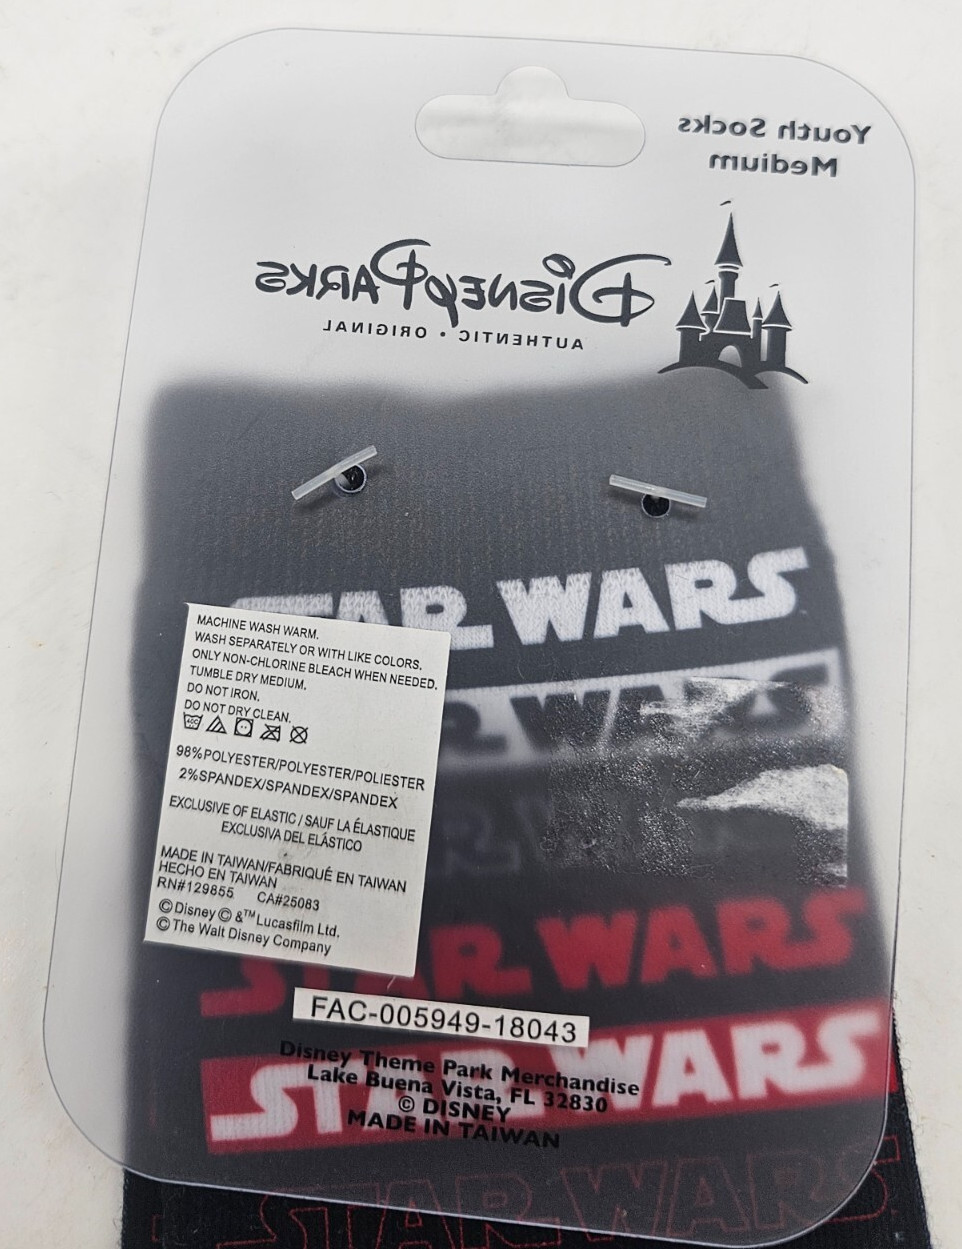 Youth Socks
Medium
DisneyParks
AUTHENTIC • ORIGINAL
STAR WARS
MACHINE WASH WARM.
WASH SEPARATELY OR WITH LIKE COLORS.
ONLY NON-CHLORINE BLEACH WHEN NEEDED.
TUMBLE DRY MEDIUM.
DO NOT IRON.
DO NOT DRY CLEAN.
98%POLYESTER/POLYESTER/POLIESTER
2%SPANDEX/SPANDEX/SPANDEX
EXCLUSIVE OF ELASTIC / SAUF LA ÉLASTIQUE
EXCLUSIVA DEL ELÁSTICO
MADE IN TAIWAN/FABRIQUÉ EN TAIWAN
HECHO EN TAIWAN
RN#129855 CA#25083
©Disney © &™Lucasfilm Ltd.
© The Walt Disney Company
WARS
STAR WARS
FAC-005949-18043
STAR WARS
Disney Theme Park Merchandise
Lake Buena Vista, FL 32830
© DISNEY
MADE IN TAIWAN
STAR WARS